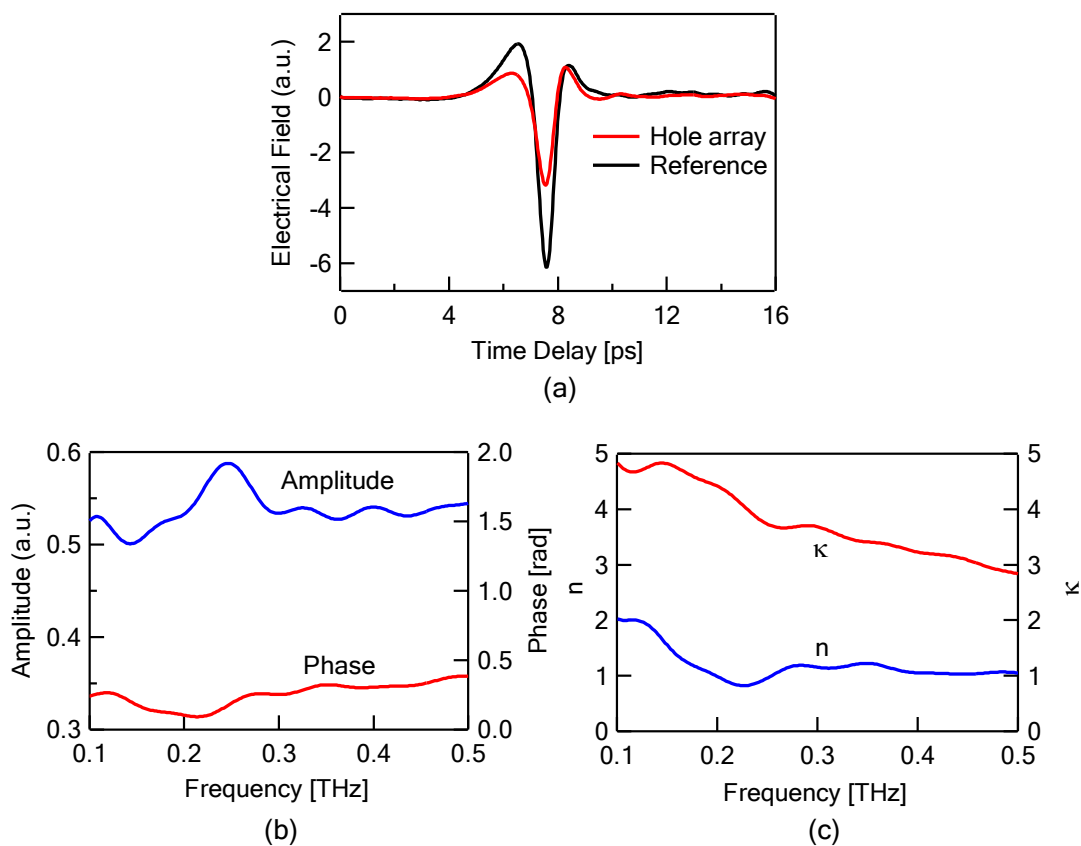 Electrical Field (a.u.)
2
0
-2
-4
-6
Hole array
Reference
0 4 8 12 16
Time Delay [ps]
(a)
Amplitude (a.u.)
0.6
0.5
0.4
0.3
Amplitude
Phase
2.0
1.6
1.0
0.5
0.0
Phase [rad]
0.1 0.2 0.3 0.4 0.5
Frequency [THz]
(b)
n
5
4
3
2
1
0
κ
n
5
4
3
2
1
0
κ
0.1 0.2 0.3 0.4 0.5
Frequency [THz]
(c)